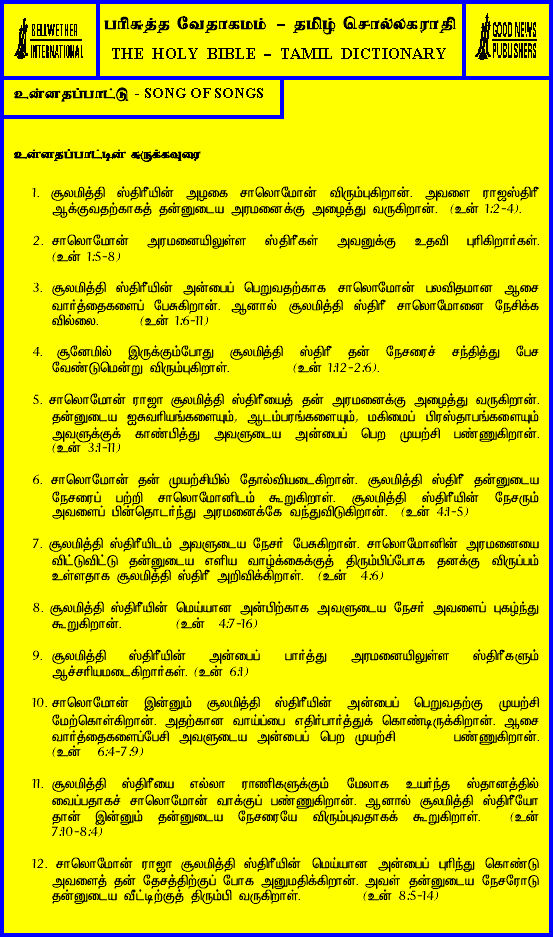 BELLWETHER
INTERNATIONAL
பரிசுத்த வேதாகமம் – தமிழ் சொல்லகராதி
THE HOLY BIBLE – TAMIL DICTIONARY
GOOD NEWS
PUBLISHERS
உன்னதப்பாட்டு - SONG OF SONGS
உன்னதப்பாட்டின் சுருக்கவுரை
1. சூலமித்தி ஸ்திரீயின் அழகை சாலொமோன் விரும்புகிறான். அவளை ராஜஸ்திரீ
ஆக்குவதற்காகத் தன்னுடைய அரமனைக்கு அழைத்து வருகிறான். (உன் 1:2-4).
2. சாலொமோன் அரமனையிலுள்ள ஸ்திரீகள் அவனுக்கு உதவி புரிகிறார்கள்.
(உன் 1:5-8)
3. சூலமித்தி ஸ்திரீயின் அன்பைப் பெறுவதற்காக சாலொமோன் பலவிதமான ஆசை
வார்த்தைகளைப் பேசுகிறான். ஆனால் சூலமித்தி ஸ்திரீ சாலொமோனை நேசிக்க
வில்லை. (உன் 1:6-11)
4. சூனேமில் இருக்கும்போது சூலமித்தி ஸ்திரீ தன் நேசரைச் சந்தித்து பேச
வேண்டுமென்று விரும்புகிறாள். (உன் 1:12-2:6).
5. சாலொமோன் ராஜா சூலமித்தி ஸ்திரீயைத் தன் அரமனைக்கு அழைத்து வருகிறான்.
தன்னுடைய ஐசுவரியங்களையும், ஆடம்பரங்களையும், மகிமைப் பிரஸ்தாபங்களையும்
அவளுக்குக் காண்பித்து அவளுடைய அன்பைப் பெற முயற்சி பண்ணுகிறான்.
(உன் 3:1-11)
6. சாலொமோன் தன் முயற்சியில் தோல்வியடைகிறான். சூலமித்தி ஸ்திரீ தன்னுடைய
நேசரைப் பற்றி சாலொமோனிடம் கூறுகிறாள். சூலமித்தி ஸ்திரீயின் நேசரும்
அவளைப் பின்தொடர்ந்து அரமனைக்கே வந்துவிடுகிறான். (உன் 4:1-5)
7. சூலமித்தி ஸ்திரீயிடம் அவளுடைய நேசர் பேசுகிறான். சாலொமோனின் அரமனையை
விட்டுவிட்டு தன்னுடைய எளிய வாழ்க்கைக்குத் திரும்பிப்போக தனக்கு விருப்பம்
உள்ளதாக சூலமித்தி ஸ்திரீ அறிவிக்கிறாள். (உன் 4:6)
8. சூலமித்தி ஸ்திரீயின் மெய்யான அன்பிற்காக அவளுடைய நேசர் அவளைப் புகழ்ந்து
கூறுகிறான். (உன் 4:7-16)
9. சூலமித்தி ஸ்திரீயின் அன்பைப் பார்த்து அரமனையிலுள்ள ஸ்திரீகளும்
ஆச்சரியமடைகிறார்கள். (உன் 6:1)
10. சாலொமோன் இன்னும் சூலமித்தி ஸ்திரீயின் அன்பைப் பெறுவதற்கு முயற்சி
மேற்கொள்கிறான். அதற்கான வாய்ப்பை எதிர்பார்த்துக் கொண்டிருக்கிறான். ஆசை
வார்த்தைகளைப்பேசி அவளுடைய அன்பைப் பெற முயற்சி பண்ணுகிறான்.
(உன் 6:4-7:9)
11. சூலமித்தி ஸ்திரீயை எல்லா ராணிகளுக்கும் மேலாக உயர்ந்த ஸ்தானத்தில்
வைப்பதாகச் சாலொமோன் வாக்குப் பண்ணுகிறான். ஆனால் சூலமித்தி ஸ்திரீயோ
தான் இன்னும் தன்னுடைய நேசரையே விரும்புவதாகக் கூறுகிறாள். (உன்
7:10-8:4)
12. சாலொமோன் ராஜா சூலமித்தி ஸ்திரீயின் மெய்யான அன்பைப் புரிந்து கொண்டு
அவளைத் தன் தேசத்திற்குப் போக அனுமதிக்கிறான். அவள் தன்னுடைய நேசரோடு
தன்னுடைய வீட்டிற்குத் திரும்பி வருகிறாள். (உன் 8:5-14)